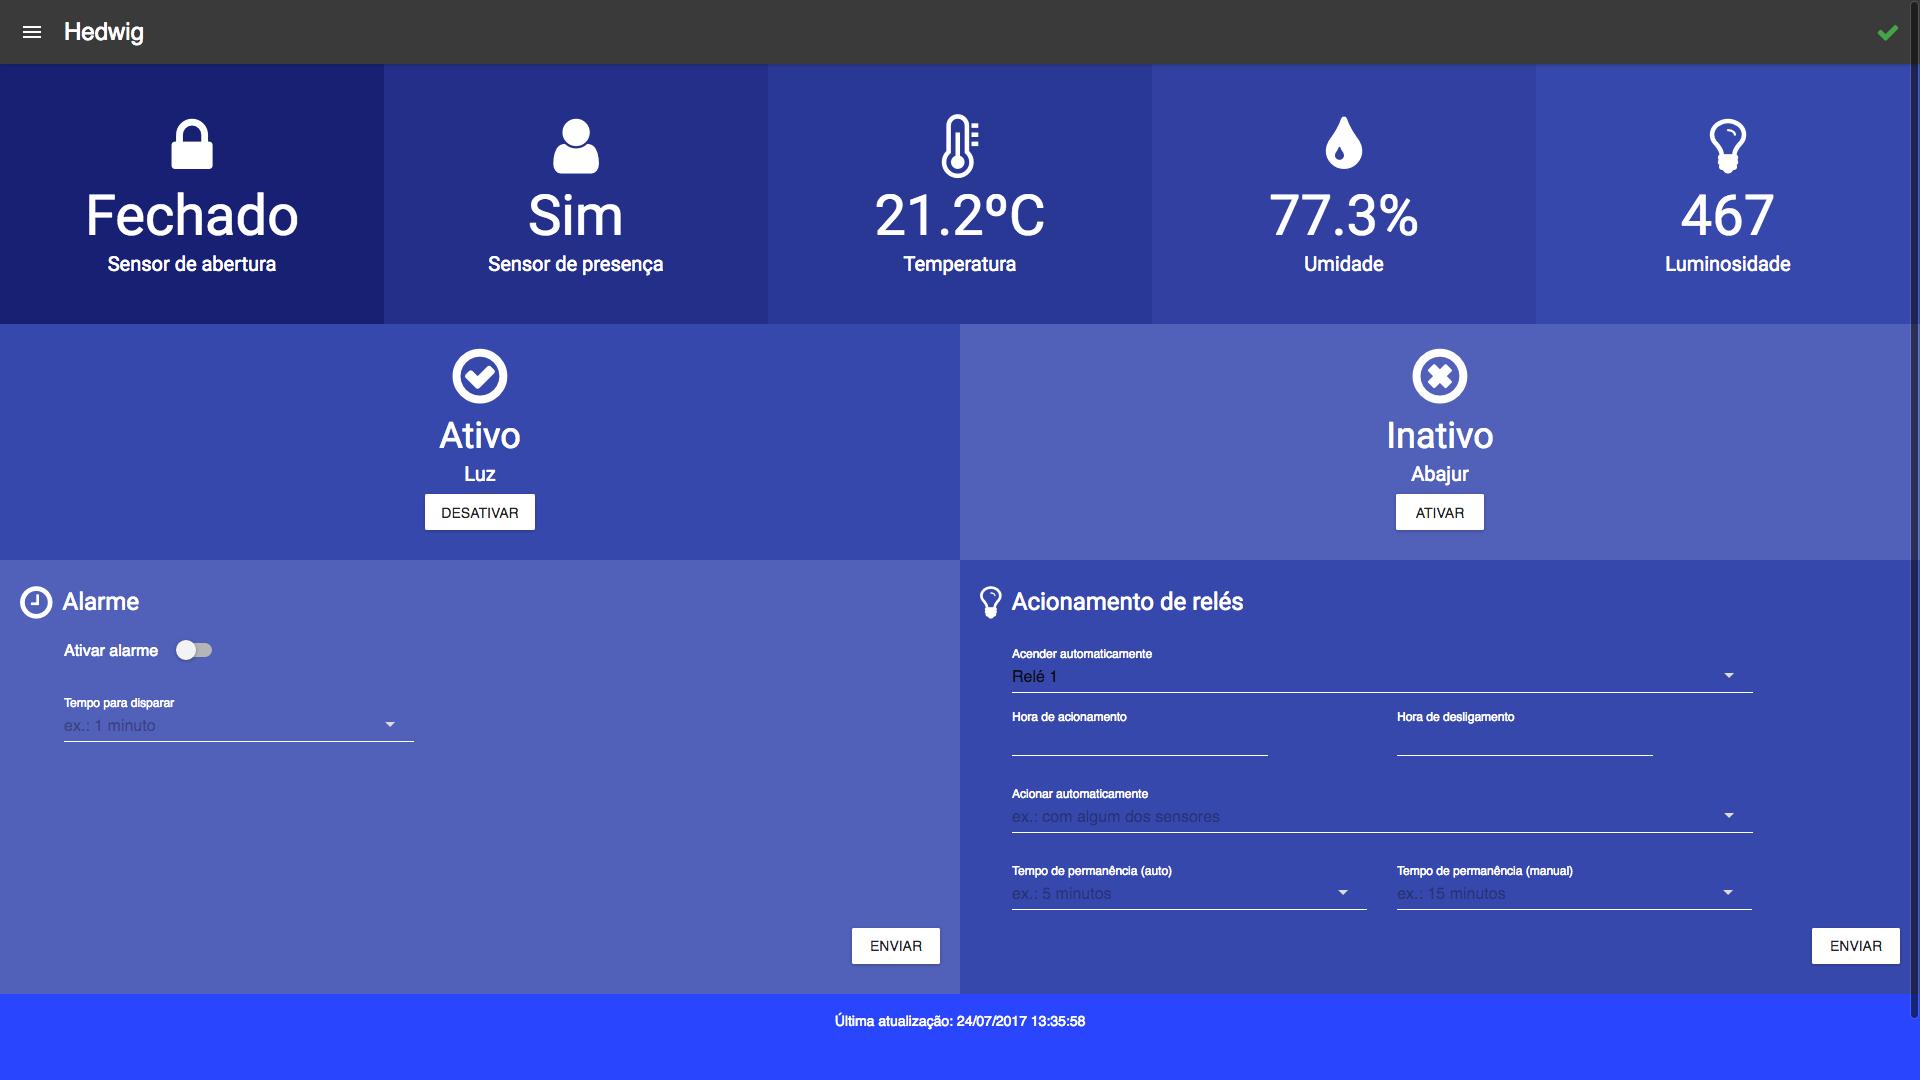 Hedwig
Fechado
Sensor de abertura
Sim
Sensor de presença
21.2ºC
Temperatura
77.3%
Umidade
467
Luminosidade
Ativo
Luz
DESATIVAR
Inativo
Abajur
ATIVAR
Alarme
Ativar alarme
Tempo para disparar
ex.: 1 minuto
ENVIAR
Acionamento de relés
Acender automaticamente
Relé 1
Hora de acionamento
Hora de desligamento
Acionar automaticamente
ex.: com algum dos sensores
Tempo de permanência (auto)
ex.: 5 minutos
Tempo de permanência (manual)
ex.: 15 minutos
ENVIAR
Última atualização: 24/07/2017 13:35:58